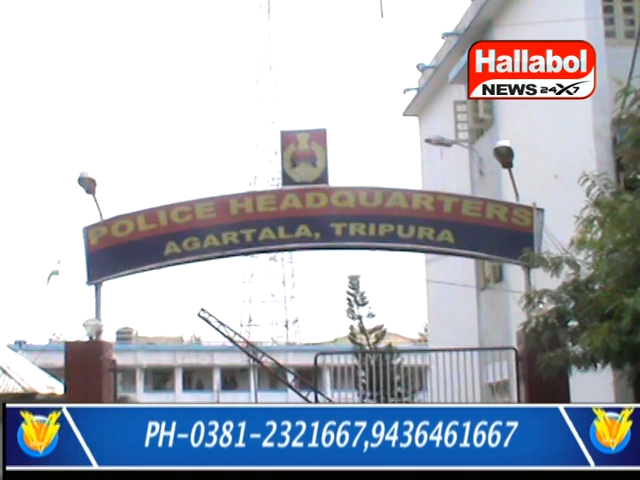 Hallabol
NEWS 24X7
POLICE HEADQUARTERS
AGARTALA, TRIPURA
PH-0381-2321667,9436461667